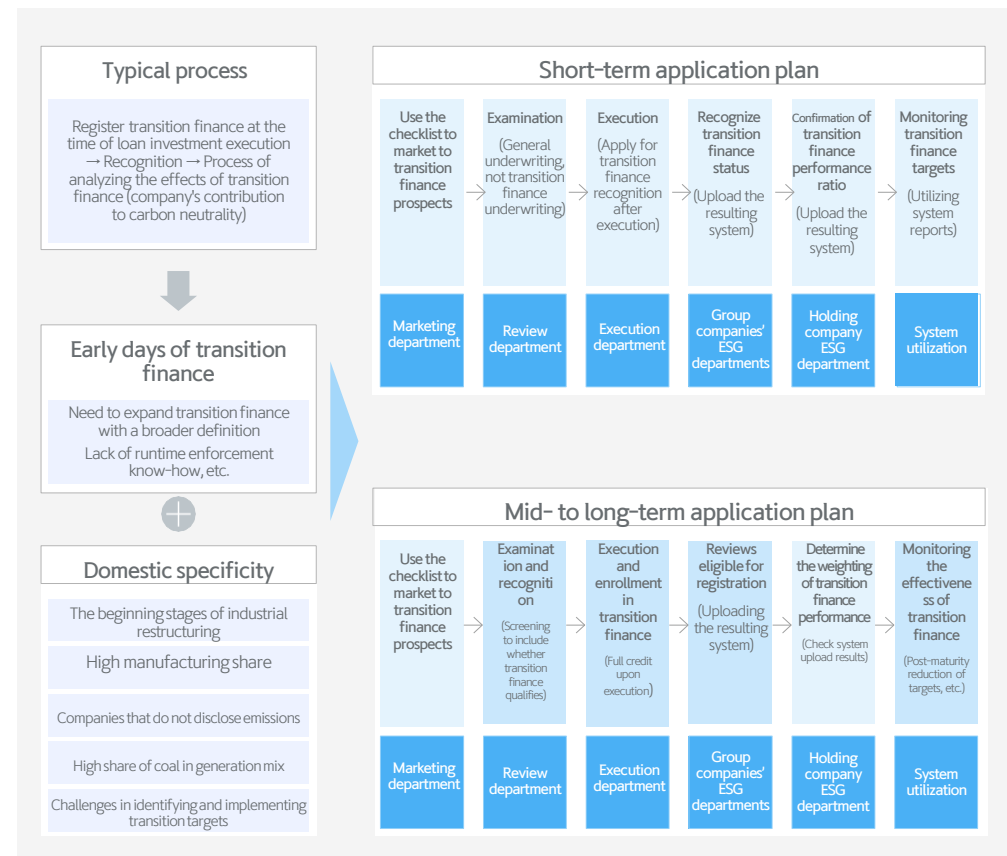 Typical process
Register transition finance at the
time of loan investment execution
→ Recognition → Process of
analyzing the effects of transition
finance (company's contribution
to carbon neutrality)
Early days of transition
finance
Need to expand transition finance
with a broader definition
Lack of runtime enforcement
know-how, etc.
Domestic specificity
The beginning stages of industrial
restructuring
High manufacturing share
Companies that do not disclose emissions
High share of coal in generation mix
Challenges in identifying and implementing
transition targets
Short-term application plan
Use the
checklist to
market to
transition
finance
prospects
Examination
(General
underwriting,
not transition
finance
underwriting)
Execution
(Apply for
transition
finance
recognition
after
execution)
Recognize
transition
finance
status
(Upload the
resulting
system)
Confirmation of
transition
finance
performance
ratio
(Upload the
resulting
system)
Monitoring
transition
finance
targets
(Utilizing
system
reports)
Marketing
department
Review
department
Execution
department
Group
companies'
ESG
departments
Holding
company
ESG
department
System
utilization
Mid- to long-term application plan
Use the
checklist to
market to
transition
finance
prospects
Examinat
ion and
recogniti
on
(Screening
to include
whether
transition
finance
qualifies)
Execution
and
enrollment
in
transition
finance
(Full credit
upon
execution)
Reviews
eligible for
registration
(Uploading
the resulting
system)
Determine
the weighting
of transition
finance
performance
(Check system
upload results)
Monitoring
the
effectivene
ss of
transition
finance
(Post-maturity
reduction of
targets, etc.)
Marketing
department
Review
department
Execution
department
Group
companies'
ESG
departments
Holding
company
ESG
department
System
utilization